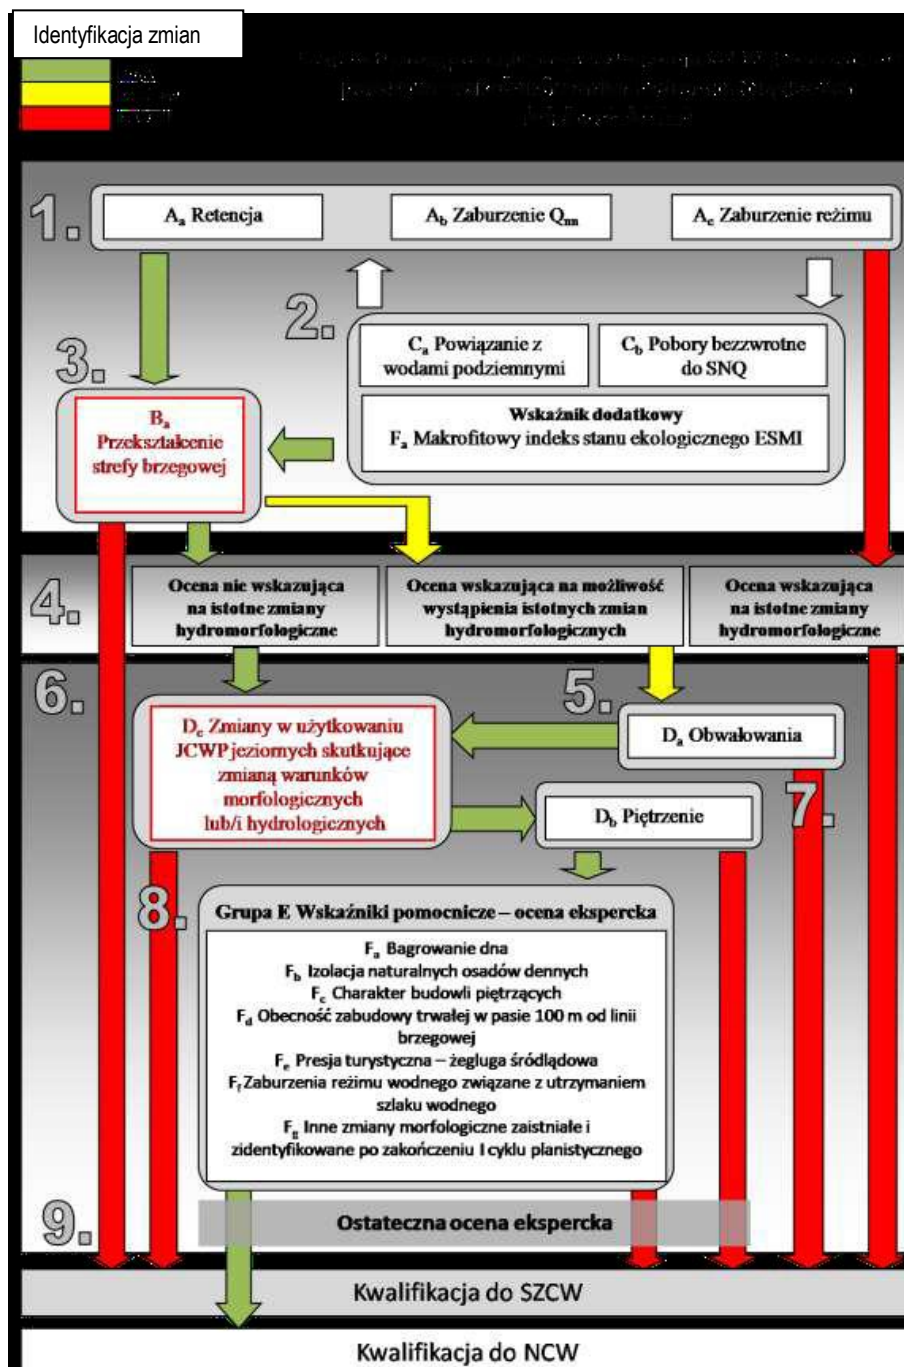 Identyfikacja zmian
1.
Aa Retencja
Ab Zaburzenie Qnn
Ac Zaburzenie reżimu
2.
Ca Powiązanie z
wodami podziemnymi
Cb Pobory bezzwrotne
do SNQ
Wskaźnik dodatkowy
Fa Makrofitowy indeks stanu ekologicznego ESMI
3.
Ba
Przekształcenie
strefy brzegowej
4.
Ocena nie wskazująca
na istotne zmiany
hydromorfologiczne
Ocena wskazująca na możliwość
wystąpienia istotnych zmian
hydromorfologicznych
Ocena wskazująca
na istotne zmiany
hydromorfologiczne
5.
Da Obwałowania
6.
Dc Zmiany w użytkowaniu
JCWP jeziornych skutkujące
zmianą warunków
morfologicznych
lub/i hydrologicznych
7.
Db Piętrzenie
8.
Grupa E Wskaźniki pomocnicze – ocena ekspercka
Fa Bagrowanie dna
Fb Izolacja naturalnych osadów dennych
Fc Charakter budowli piętrzących
Fd Obecność zabudowy trwałej w pasie 100 m od linii
brzegowej
Fe Presja turystyczna – żegluga śródlądowa
Ff Zaburzenia reżimu wodnego związane z utrzymaniem
szlaku wodnego
Fg Inne zmiany morfologiczne zaistniałe i
zidentyfikowane po zakończeniu I cyklu planistycznego
9.
Ostateczna ocena ekspercka
Kwalifikacja do SZCW
Kwalifikacja do NCW